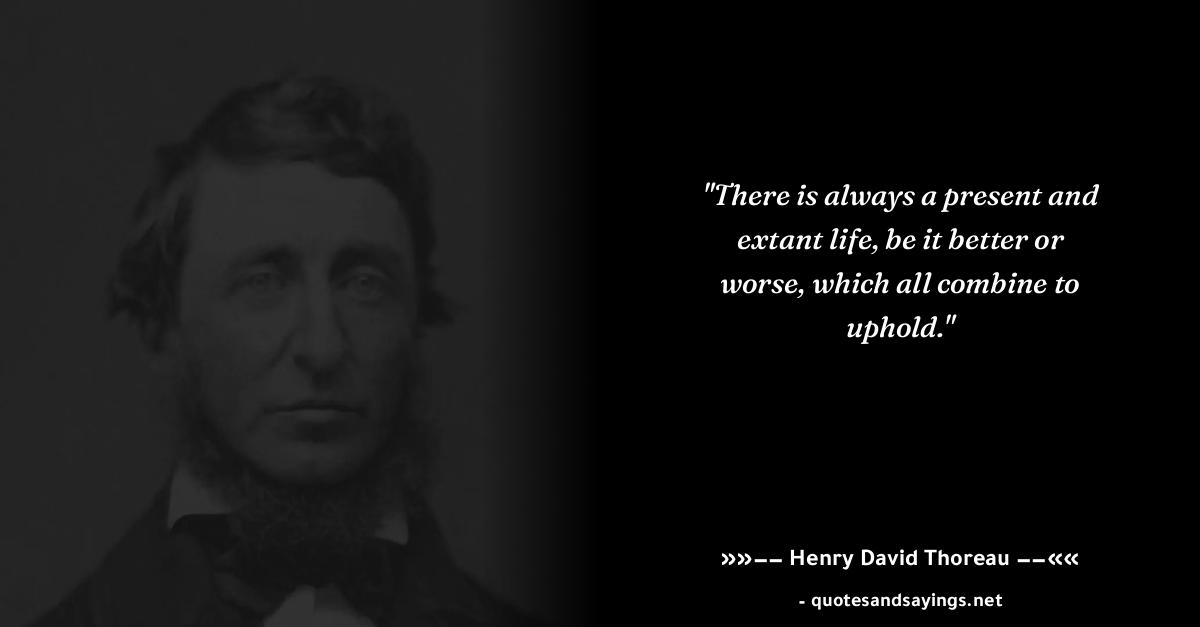 "There is always a present and
extant life, be it better or
worse, which all combine to
uphold."
»»−− Henry David Thoreau −−««
- quotesandsayings.net